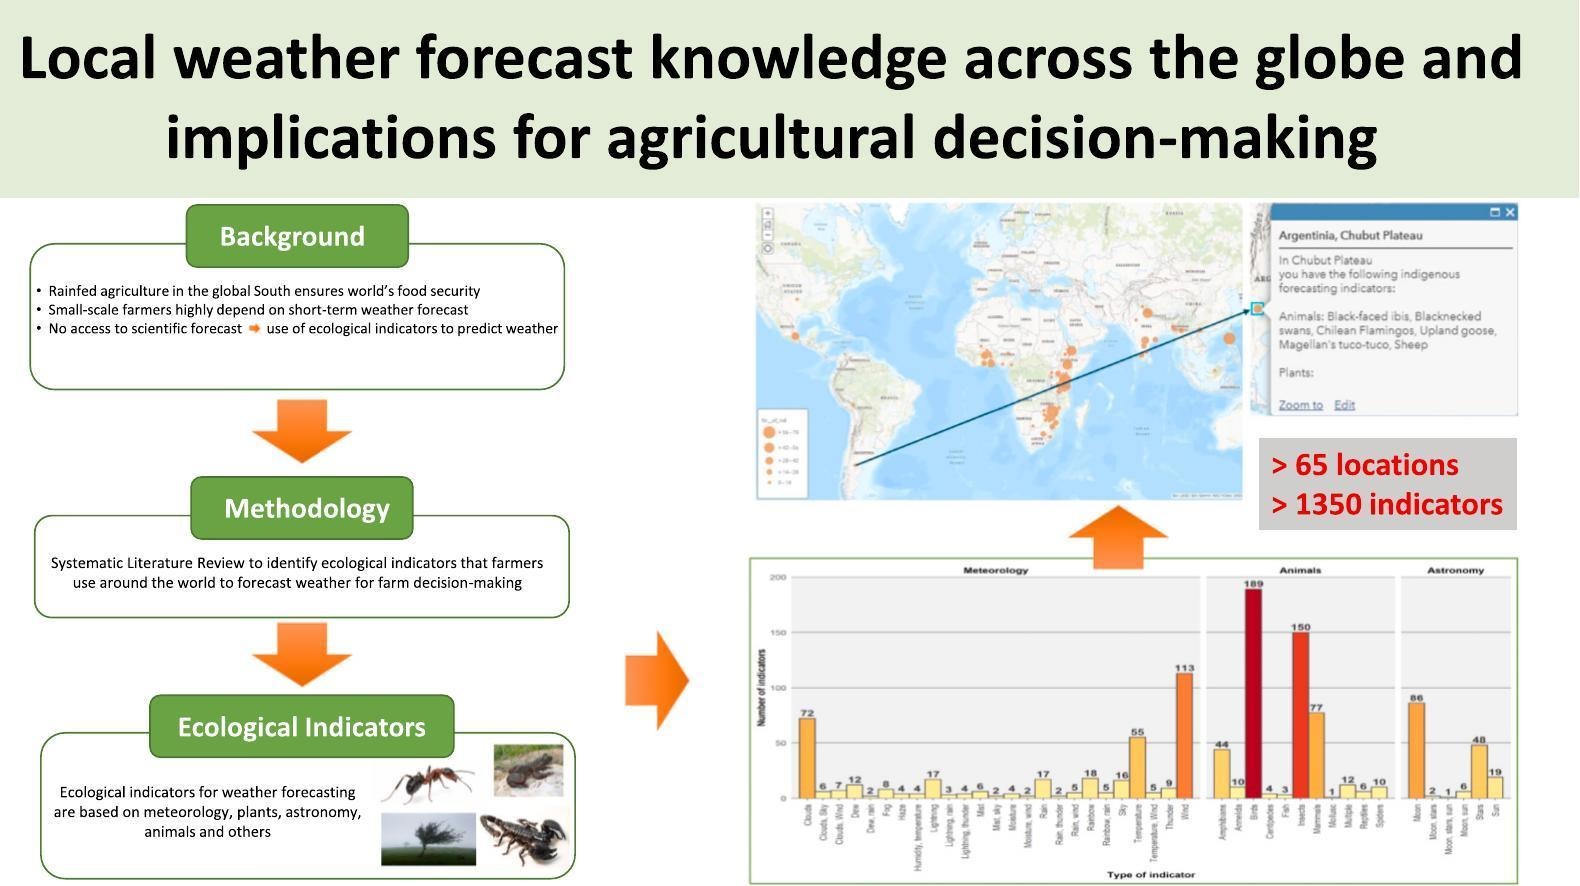 Local weather forecast knowledge across the globe and
implications for agricultural decision-making
Background
• Rainfed agriculture in the global South ensures world's food security
• Small-scale farmers highly depend on short-term weather forecast
• No access to scientific forecast ➡ use of ecological indicators to predict weather
Methodology
Systematic Literature Review to identify ecological indicators that farmers
use around the world to forecast weather for farm decision-making
Ecological Indicators
Ecological indicators for weather forecasting
are based on meteorology, plants, astronomy,
animals and others
Argentinia, Chubut Plateau
In Chubut Plateau
you have the following indigenous
forecasting indicators:
Animals: Black-faced ibis, Blacknecked
swans, Chilean Flamingos, Upland goose,
Magellan's tuco-tuco, Sheep
Plants:
Zoom to Edit
> 65 locations
> 1350 indicators
Meteorology Animals Astronomy
Number of indicators
200
150
100
50
0
72 6 7 12 2 8 4 4 17 3 4 6 2 4 2 17 2 5 18 5 16 55 5 9 113
44 10 189 4 3 150 77 1 12 6 10
86 2 1 6 48 19
Clouds
Clouds, Sky
Clouds, Wind
Dew
Dew, rain
Fog
Haze
Humidity, temperature
Lightning
Lightning, rain
Lightning, thunder
Mist
Mist, sky
Moisture
Moisture, wind
Rain
Rain, thunder
Rain, wind
Rainbow
Rainbow, rain
Sky
Temperature
Temperature, Wind
Thunder
Wind
Amphibians
Annelida
Birds
Centipedes
Fish
Insects
Mammals
Mollusc
Multiple
Reptiles
Spiders
Moon
Moon, stars
Moon, stars, sun
Moon, sun
Stars
Sun
Type of indicator